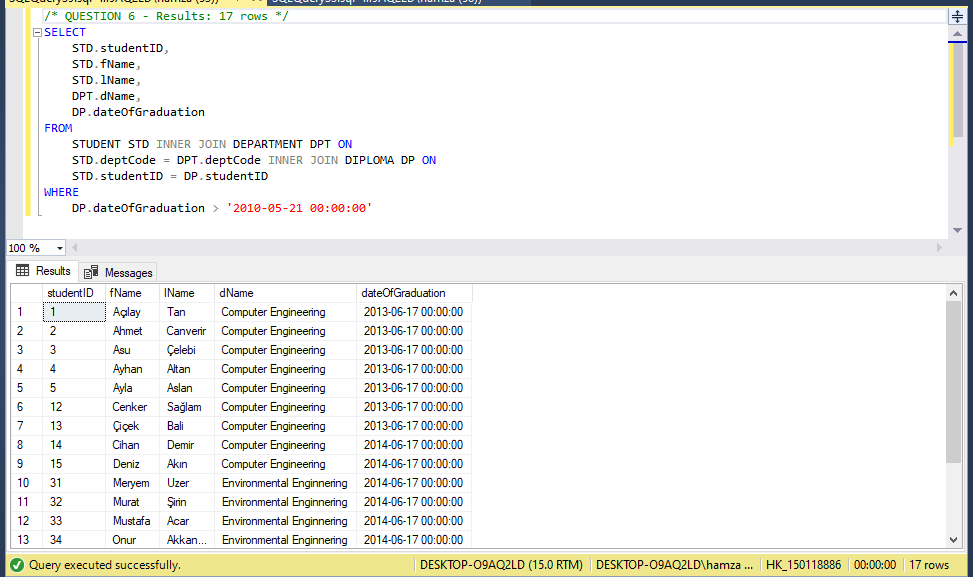 /* QUESTION 6 - Results: 17 rows */
SELECT
STD.studentID,
STD.fName,
STD.lName,
DPT.dName,
DP.dateOfGraduation
FROM
STUDENT STD INNER JOIN DEPARTMENT DPT ON
STD.deptCode = DPT.deptCode INNER JOIN DIPLOMA DP ON
STD.studentID = DP.studentID
WHERE
DP.dateOfGraduation > '2010-05-21 00:00:00'
100 %
Results Messages
studentID fName lName dName dateOfGraduation
1 1 Açılay Tan Computer Engineering 2013-06-17 00:00:00
2 2 Ahmet Canverir Computer Engineering 2013-06-17 00:00:00
3 3 Asu Çelebi Computer Engineering 2013-06-17 00:00:00
4 4 Ayhan Altan Computer Engineering 2013-06-17 00:00:00
5 5 Ayla Aslan Computer Engineering 2013-06-17 00:00:00
6 12 Cenker Sağlam Computer Engineering 2013-06-17 00:00:00
7 13 Çiçek Bali Computer Engineering 2013-06-17 00:00:00
8 14 Cihan Demir Computer Engineering 2014-06-17 00:00:00
9 15 Deniz Akın Computer Engineering 2014-06-17 00:00:00
10 31 Meryem Uzer Environmental Enginnering 2014-06-17 00:00:00
11 32 Murat Şirin Environmental Enginnering 2014-06-17 00:00:00
12 33 Mustafa Acar Environmental Enginnering 2014-06-17 00:00:00
13 34 Onur Akkan... Environmental Enginnering 2014-06-17 00:00:00
Query executed successfully. DESKTOP-O9AQ2LD (15.0 RTM) DESKTOP-O9AQ2LD\hamza ... HK_150118886 00:00:00 17 rows